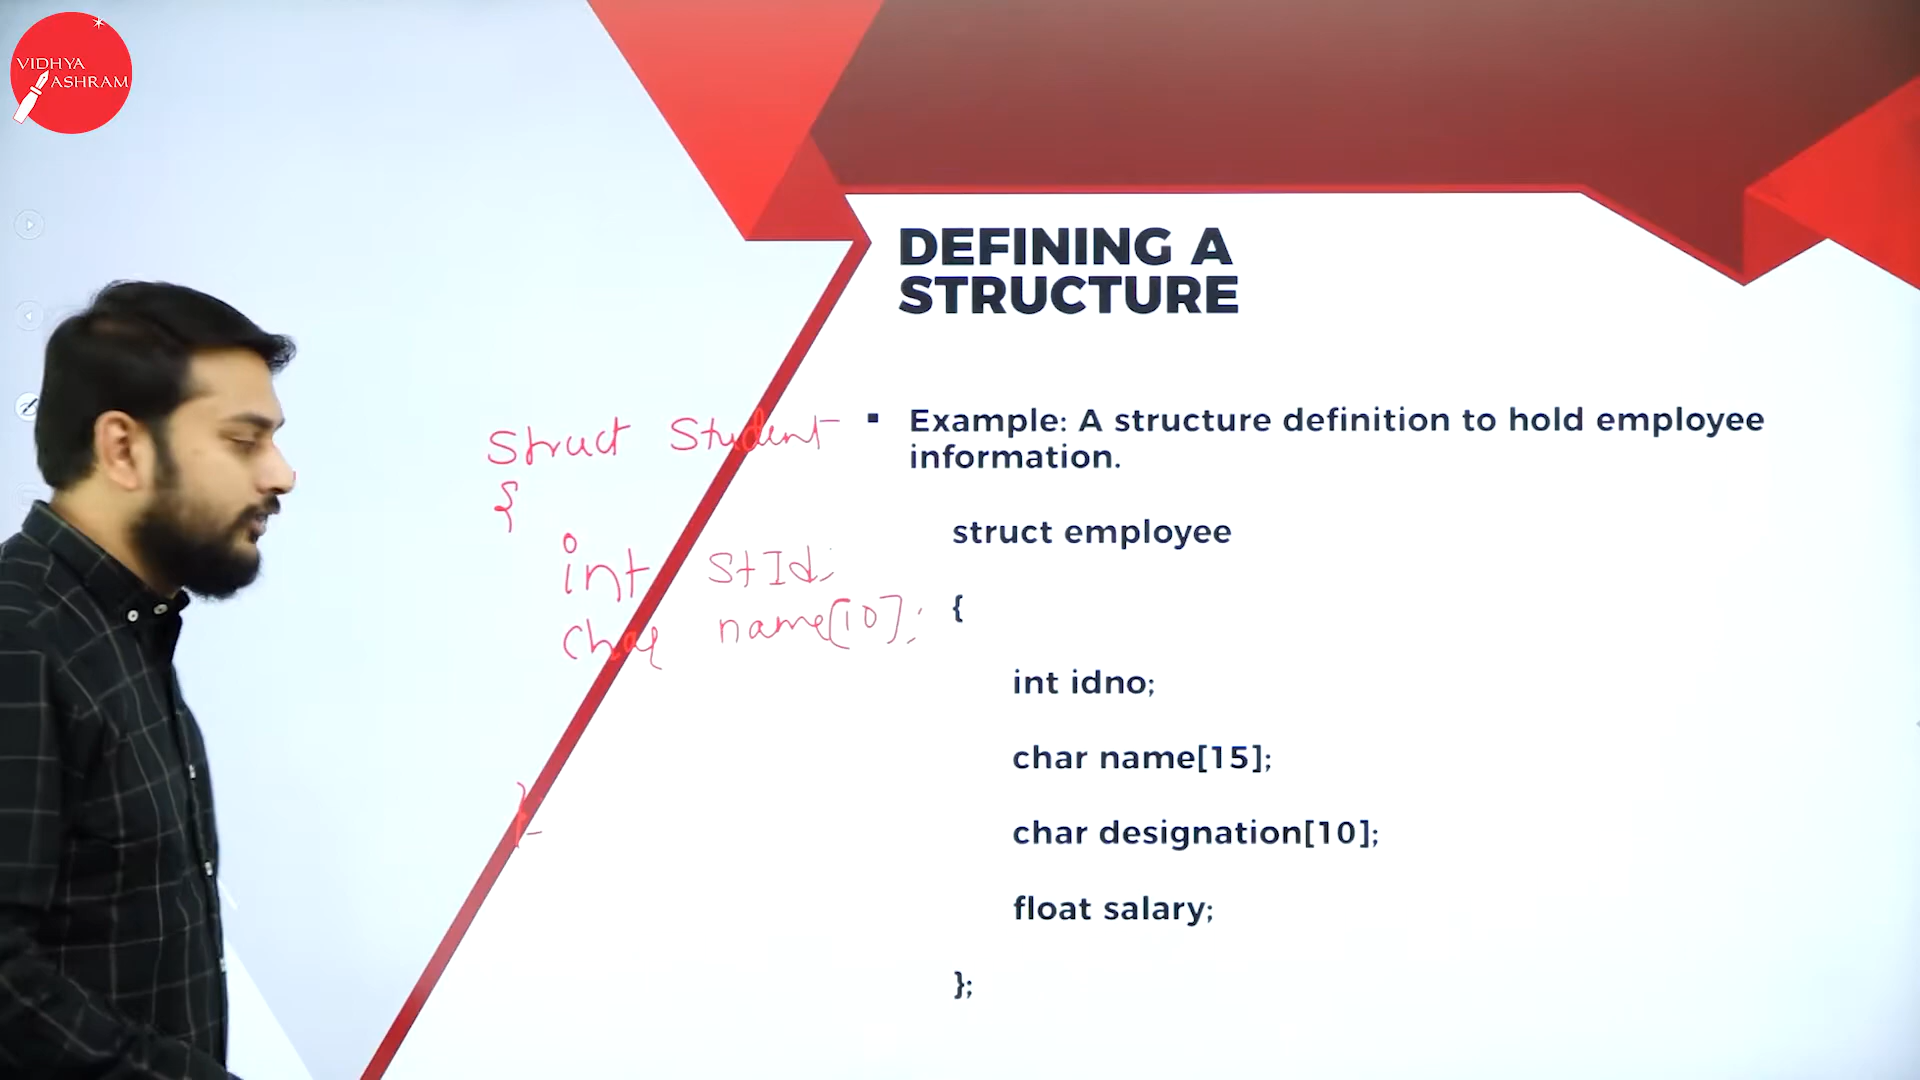 VIDHYA
ASHRAM
DEFINING A
STRUCTURE
Struct Student
{
int StId;
char name[10];
}
▪ Example: A structure definition to hold employee
information.
struct employee
{
int idno;
char name[15];
char designation[10];
float salary;
};